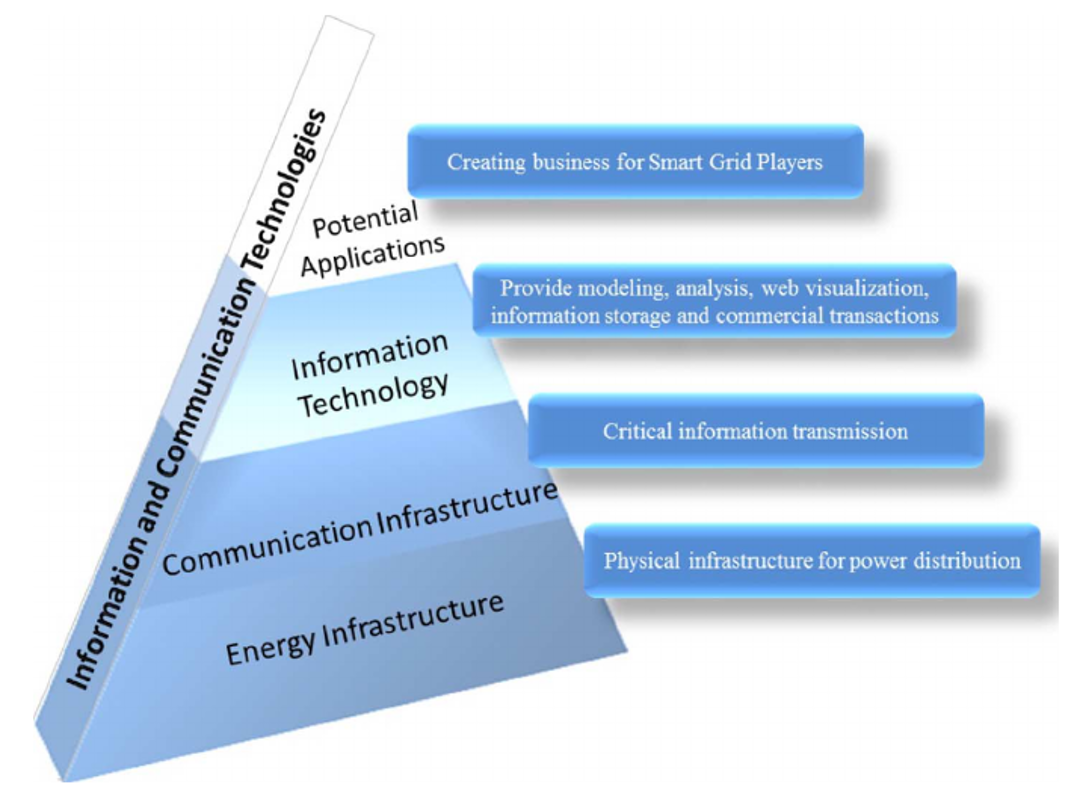 Information and Communication Technologies
Creating business for Smart Grid Players
Potential
Applications
Provide modeling, analysis, web visualization,
information storage and commercial transactions
Information
Technology
Critical information transmission
Communication Infrastructure
Physical infrastructure for power distribution
Energy Infrastructure